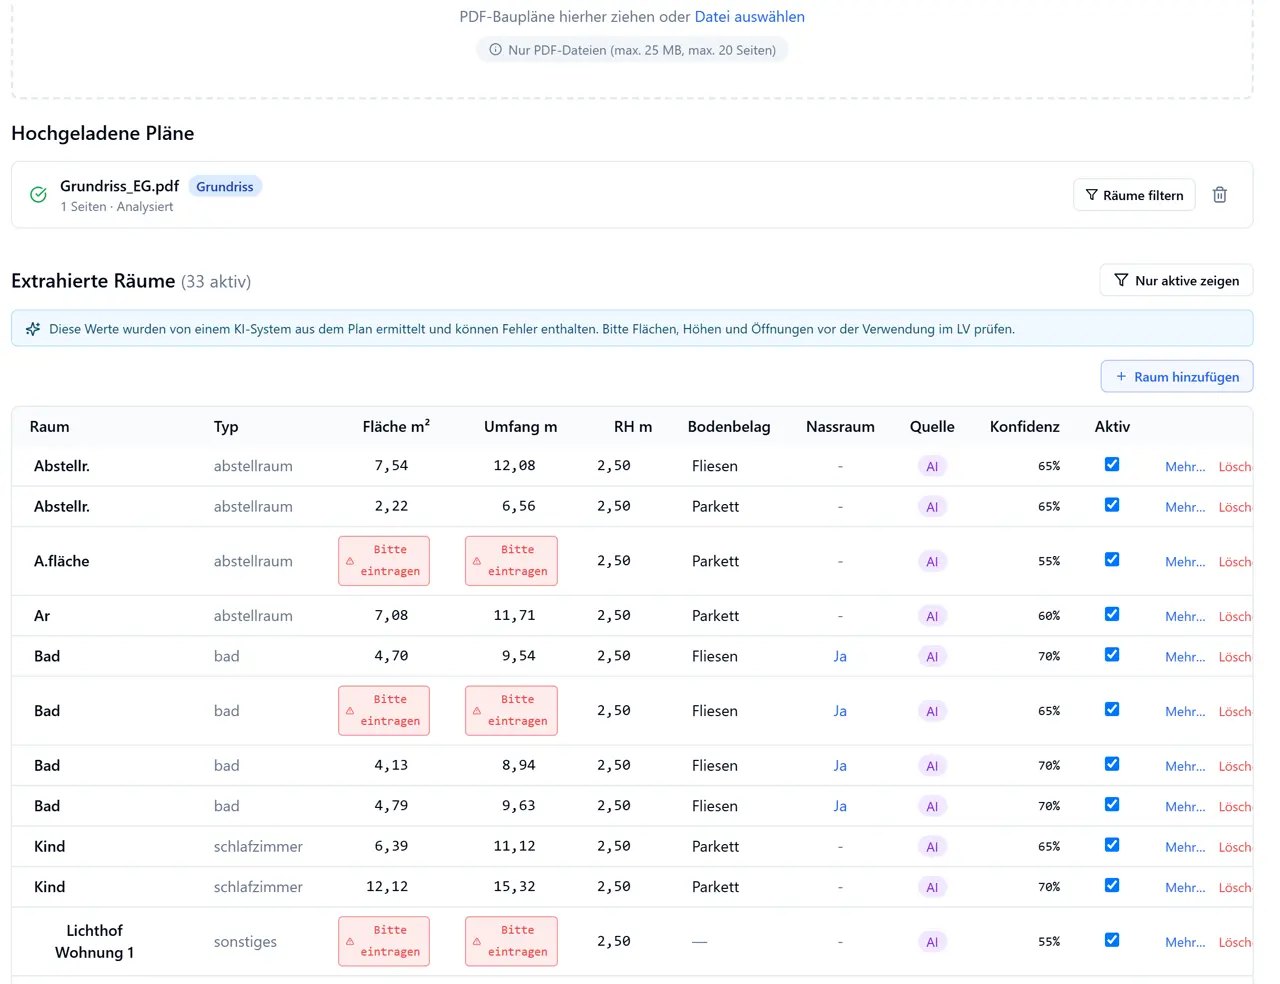 PDF-Baupläne hierher ziehen oder Datei auswählen
Nur PDF-Dateien (max. 25 MB, max. 20 Seiten)
Hochgeladene Pläne
Grundriss_EG.pdf Grundriss
1 Seiten · Analysiert
Räume filtern
Extrahierte Räume (33 aktiv)
Nur aktive zeigen
Diese Werte wurden von einem KI-System aus dem Plan ermittelt und können Fehler enthalten. Bitte Flächen, Höhen und Öffnungen vor der Verwendung im LV prüfen.
+ Raum hinzufügen
Raum Typ Fläche m² Umfang m RH m Bodenbelag Nassraum Quelle Konfidenz Aktiv
Abstellr. abstellraum 7,54 12,08 2,50 Fliesen - AI 65% Mehr... Lösch
Abstellr. abstellraum 2,22 6,56 2,50 Parkett - AI 65% Mehr... Lösch
A.fläche abstellraum Bitte eintragen Bitte eintragen 2,50 Parkett - AI 55% Mehr... Lösch
Ar abstellraum 7,08 11,71 2,50 Parkett - AI 60% Mehr... Lösch
Bad bad 4,70 9,54 2,50 Fliesen Ja AI 70% Mehr... Lösch
Bad bad Bitte eintragen Bitte eintragen 2,50 Fliesen Ja AI 65% Mehr... Lösch
Bad bad 4,13 8,94 2,50 Fliesen Ja AI 70% Mehr... Lösch
Bad bad 4,79 9,63 2,50 Fliesen Ja AI 70% Mehr... Lösch
Kind schlafzimmer 6,39 11,12 2,50 Parkett - AI 65% Mehr... Lösch
Kind schlafzimmer 12,12 15,32 2,50 Parkett - AI 70% Mehr... Lösch
Lichthof Wohnung 1 sonstiges Bitte eintragen Bitte eintragen 2,50 — - AI 55% Mehr... Lösch